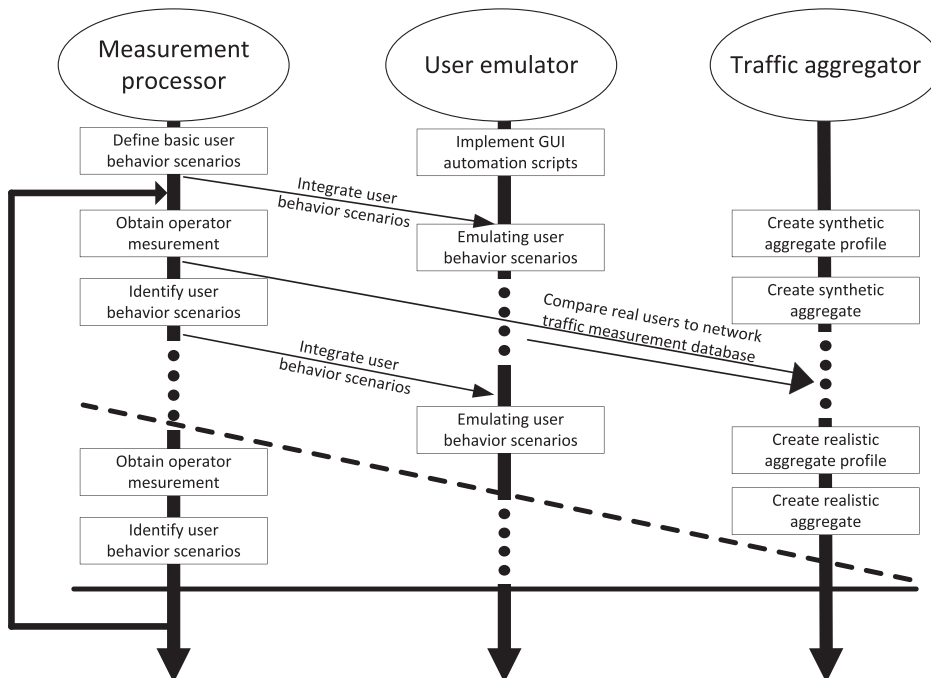 Measurement
processor
User emulator
Traffic aggregator
Define basic user
behavior scenarios
Implement GUI
automation scripts
Integrate user
behavior scenarios
Obtain operator
mesurement
Emulating user
behavior scenarios
Create synthetic
aggregate profile
Identify user
behavior scenarios
Create synthetic
aggregate
Compare real users to network
traffic measurement database
Integrate user
behavior scenarios
Emulating user
behavior scenarios
Create realistic
aggregate profile
Obtain operator
mesurement
Create realistic
aggregate
Identify user
behavior scenarios